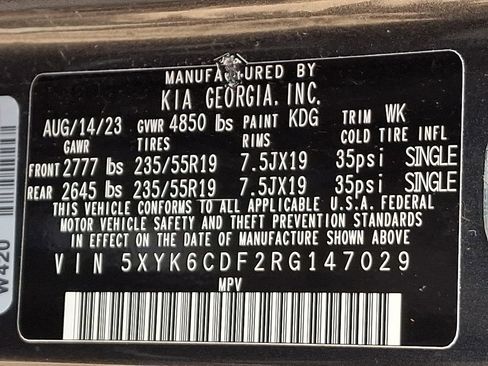 MANUFACTURED BY
KIA GEORGIA, INC.
AUG/14/23 GVWR 4850 lbs PAINT KDG TRIM WK
GAWR TIRES RIMS COLD TIRE INFL
FRONT 2777 lbs 235/55R19 7.5JX19 35psi SINGLE
REAR 2645 lbs 235/55R19 7.5JX19 35psi SINGLE
THIS VEHICLE CONFORMS TO ALL APPLICABLE U.S.A. FEDERAL
MOTOR VEHICLE SAFETY AND THEFT PREVENTION STANDARDS
IN EFFECT ON THE DATE OF MANUFACTURE SHOWN ABOVE.
VIN 5XYK6CDF2RG147029
MPV
W420